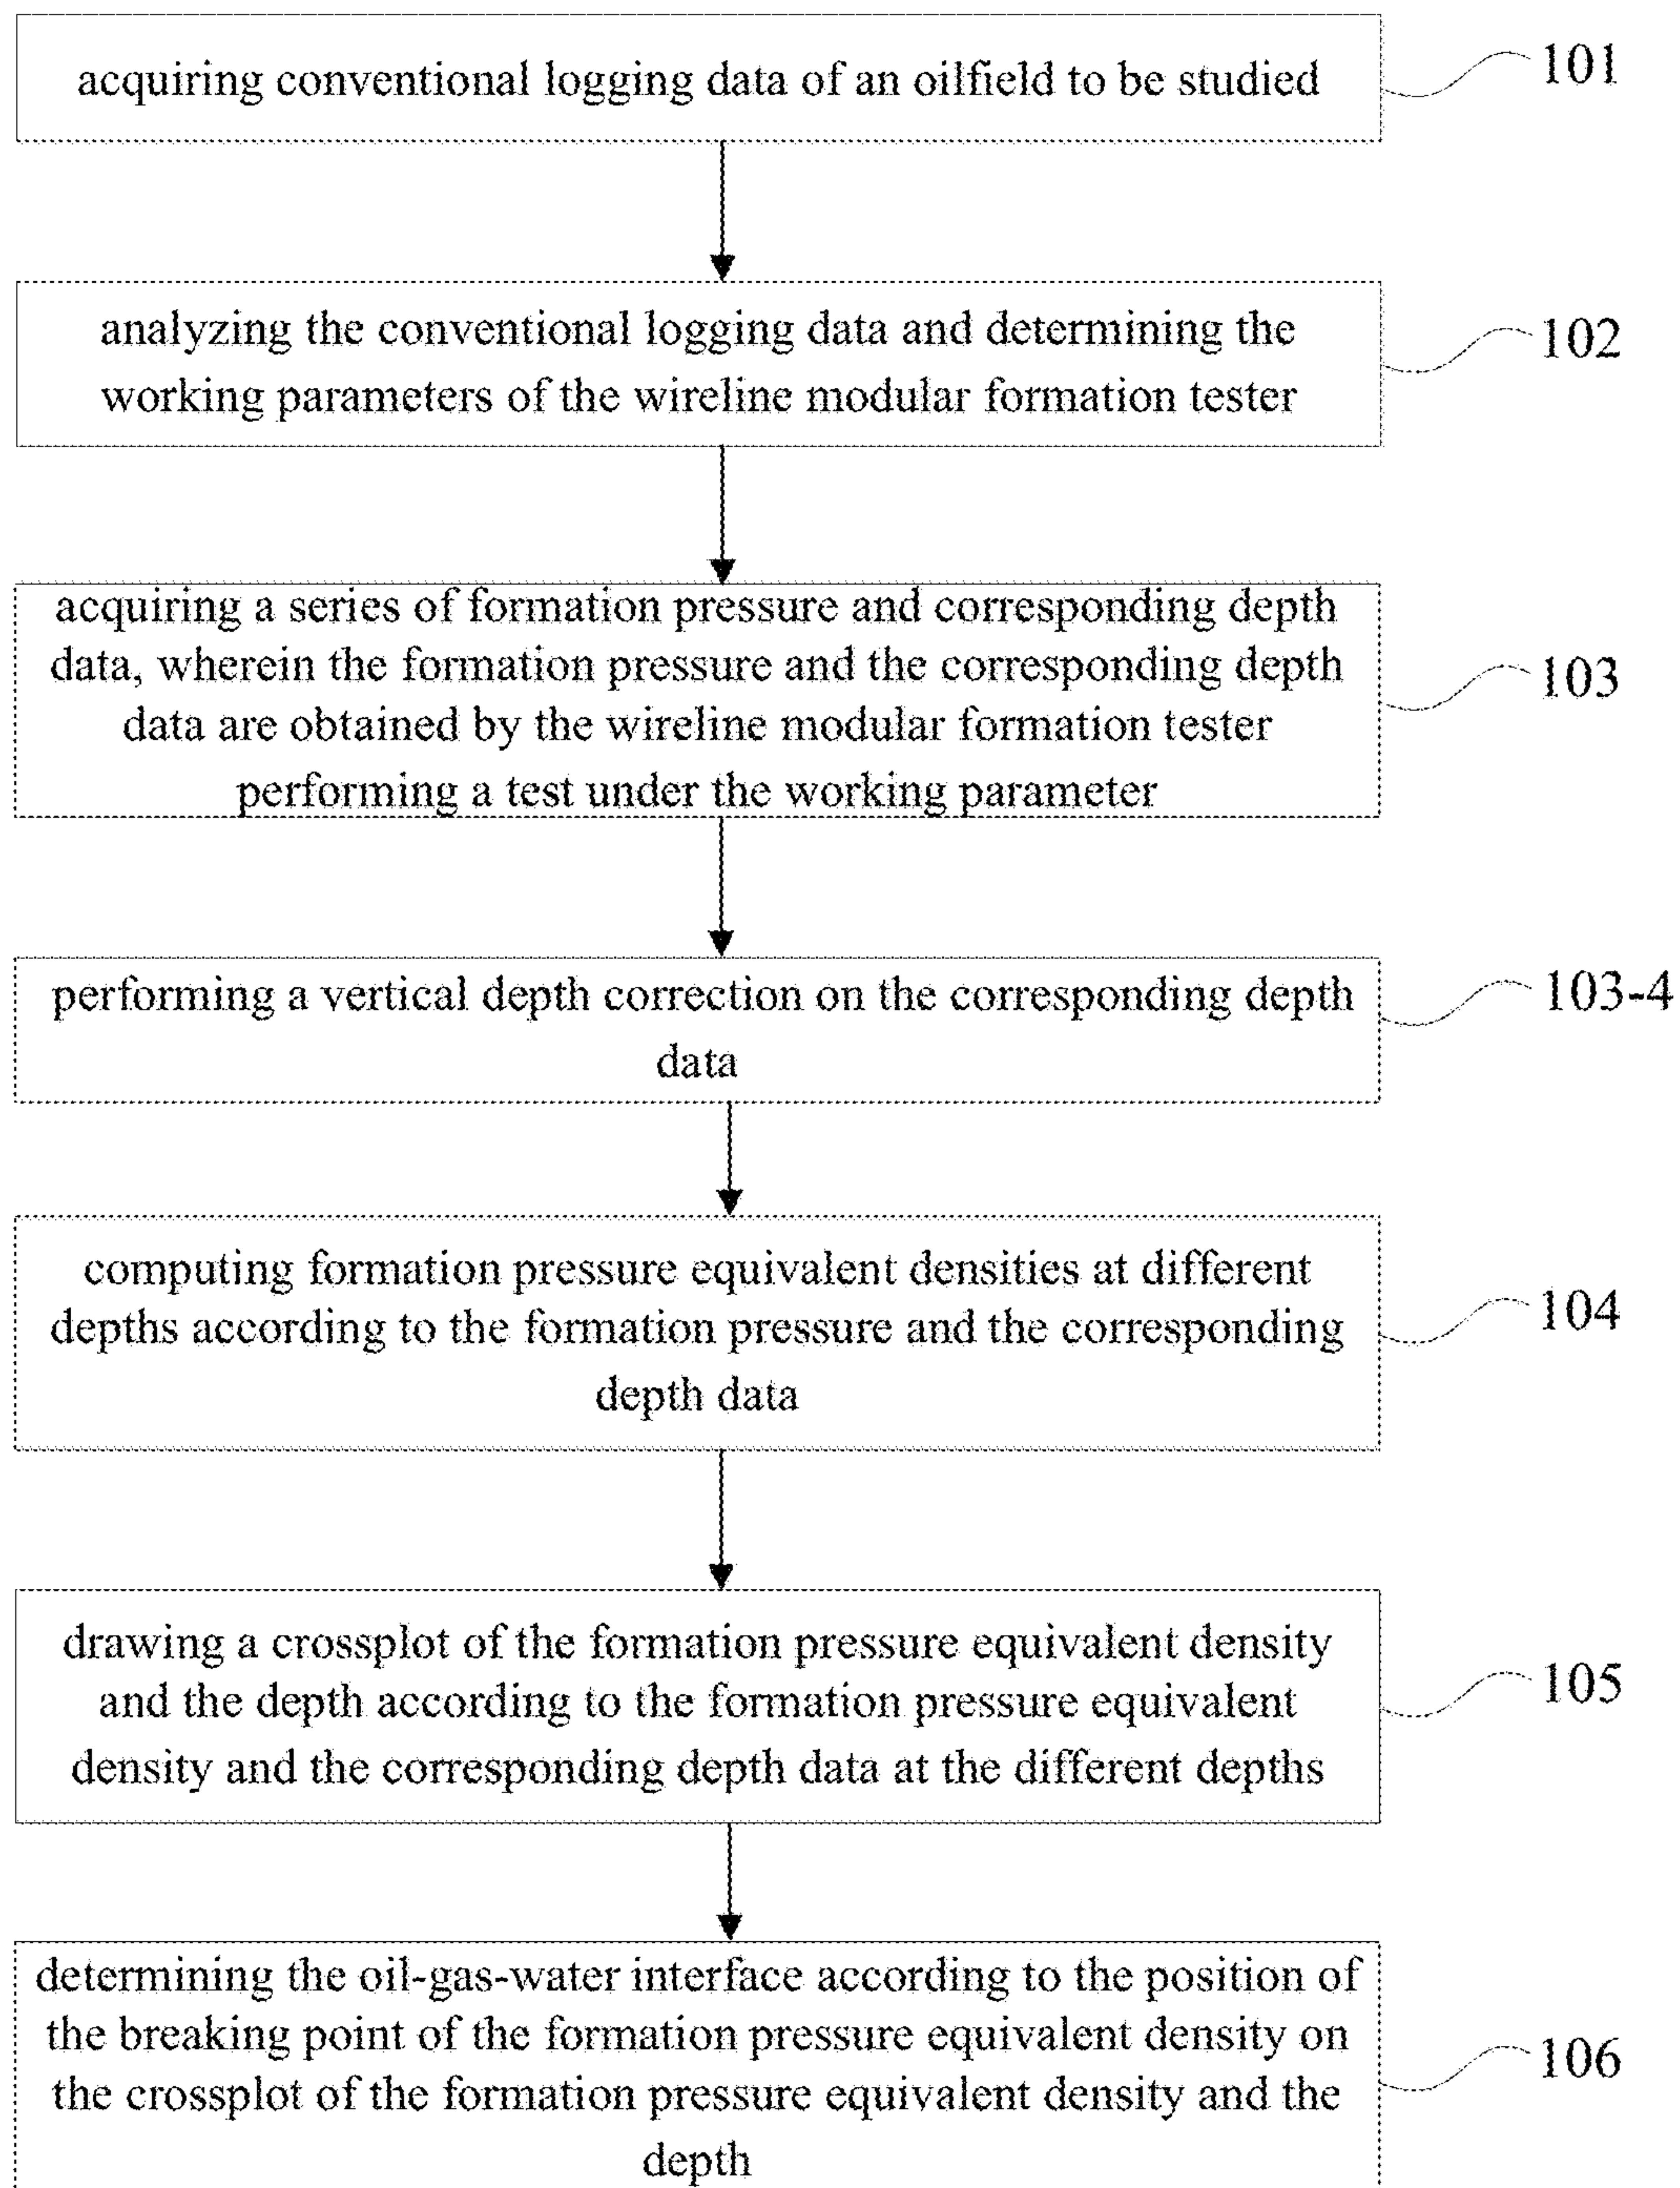 acquiring conventional logging data of an oilfield to be studied
101
analyzing the conventional logging data and determining the
working parameters of the wireline modular formation tester
102
acquiring a series of formation pressure and corresponding depth
data, wherein the formation pressure and the corresponding depth
data are obtained by the wireline modular formation tester
performing a test under the working parameter
103
performing a vertical depth correction on the corresponding depth
data
103-4
computing formation pressure equivalent densities at different
depths according to the formation pressure and the corresponding
depth data
104
drawing a crossplot of the formation pressure equivalent density
and the depth according to the formation pressure equivalent
density and the corresponding depth data at the different depths
105
determining the oil-gas-water interface according to the position of
the breaking point of the formation pressure equivalent density on
the crossplot of the formation pressure equivalent density and the
depth
106